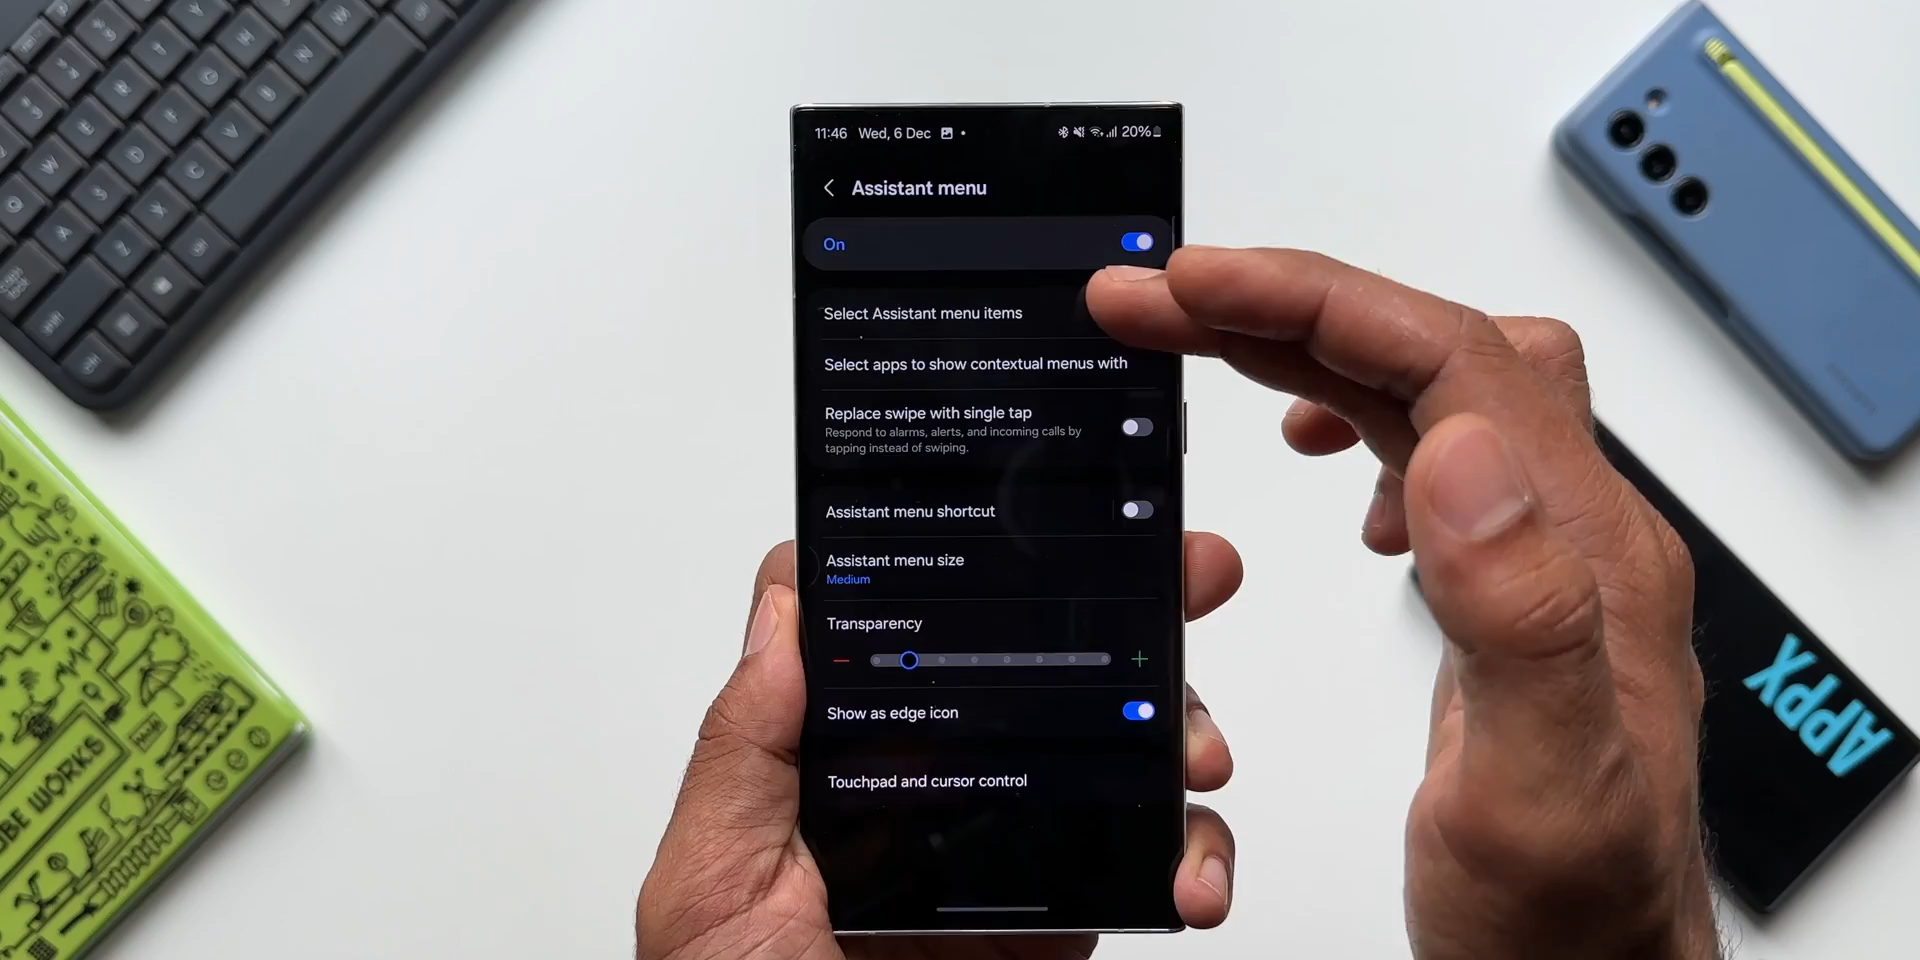 11:46 Wed, 6 Dec
20%
Assistant menu
On
Select Assistant menu items
Select apps to show contextual menus with
Replace swipe with single tap
Respond to alarms, alerts, and incoming calls by
tapping instead of swiping.
Assistant menu shortcut
Assistant menu size
Medium
Transparency
Show as edge icon
Touchpad and cursor control
APPX
WORKS